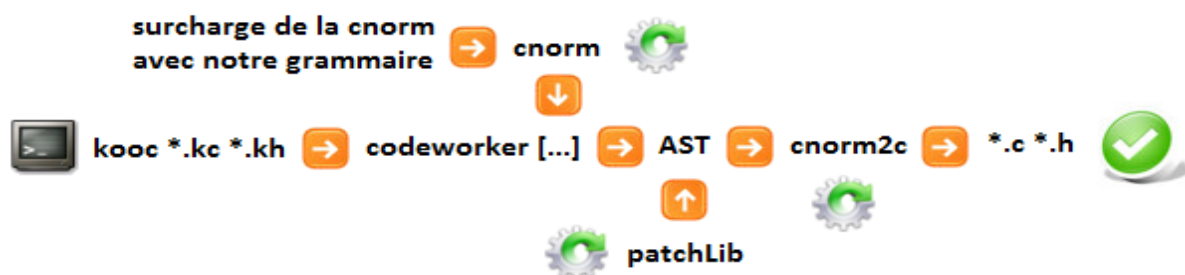 surcharge de la cnorm
avec notre grammaire
cnorm
kooc *.kc *.kh
codeworker [...]
AST
cnorm2c
*.c *.h
patchLib